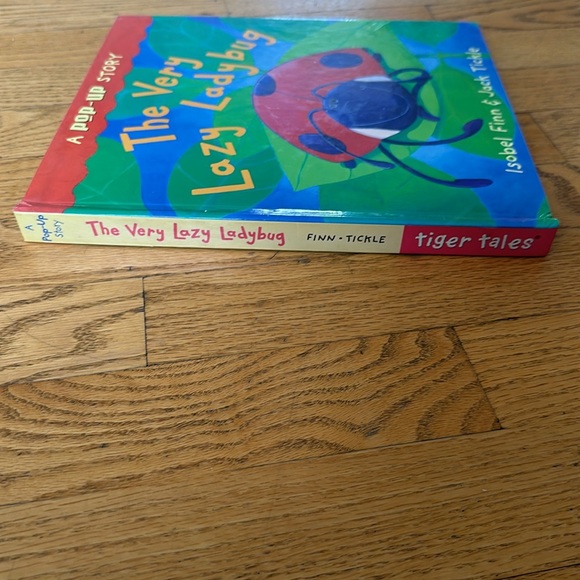 A POP-UP STORY
The Very
Lazy Ladybug
Isobel Finn & Jack Tickle
A
Pop-Up
Story
The Very Lazy Ladybug
FINN • TICKLE
tiger tales